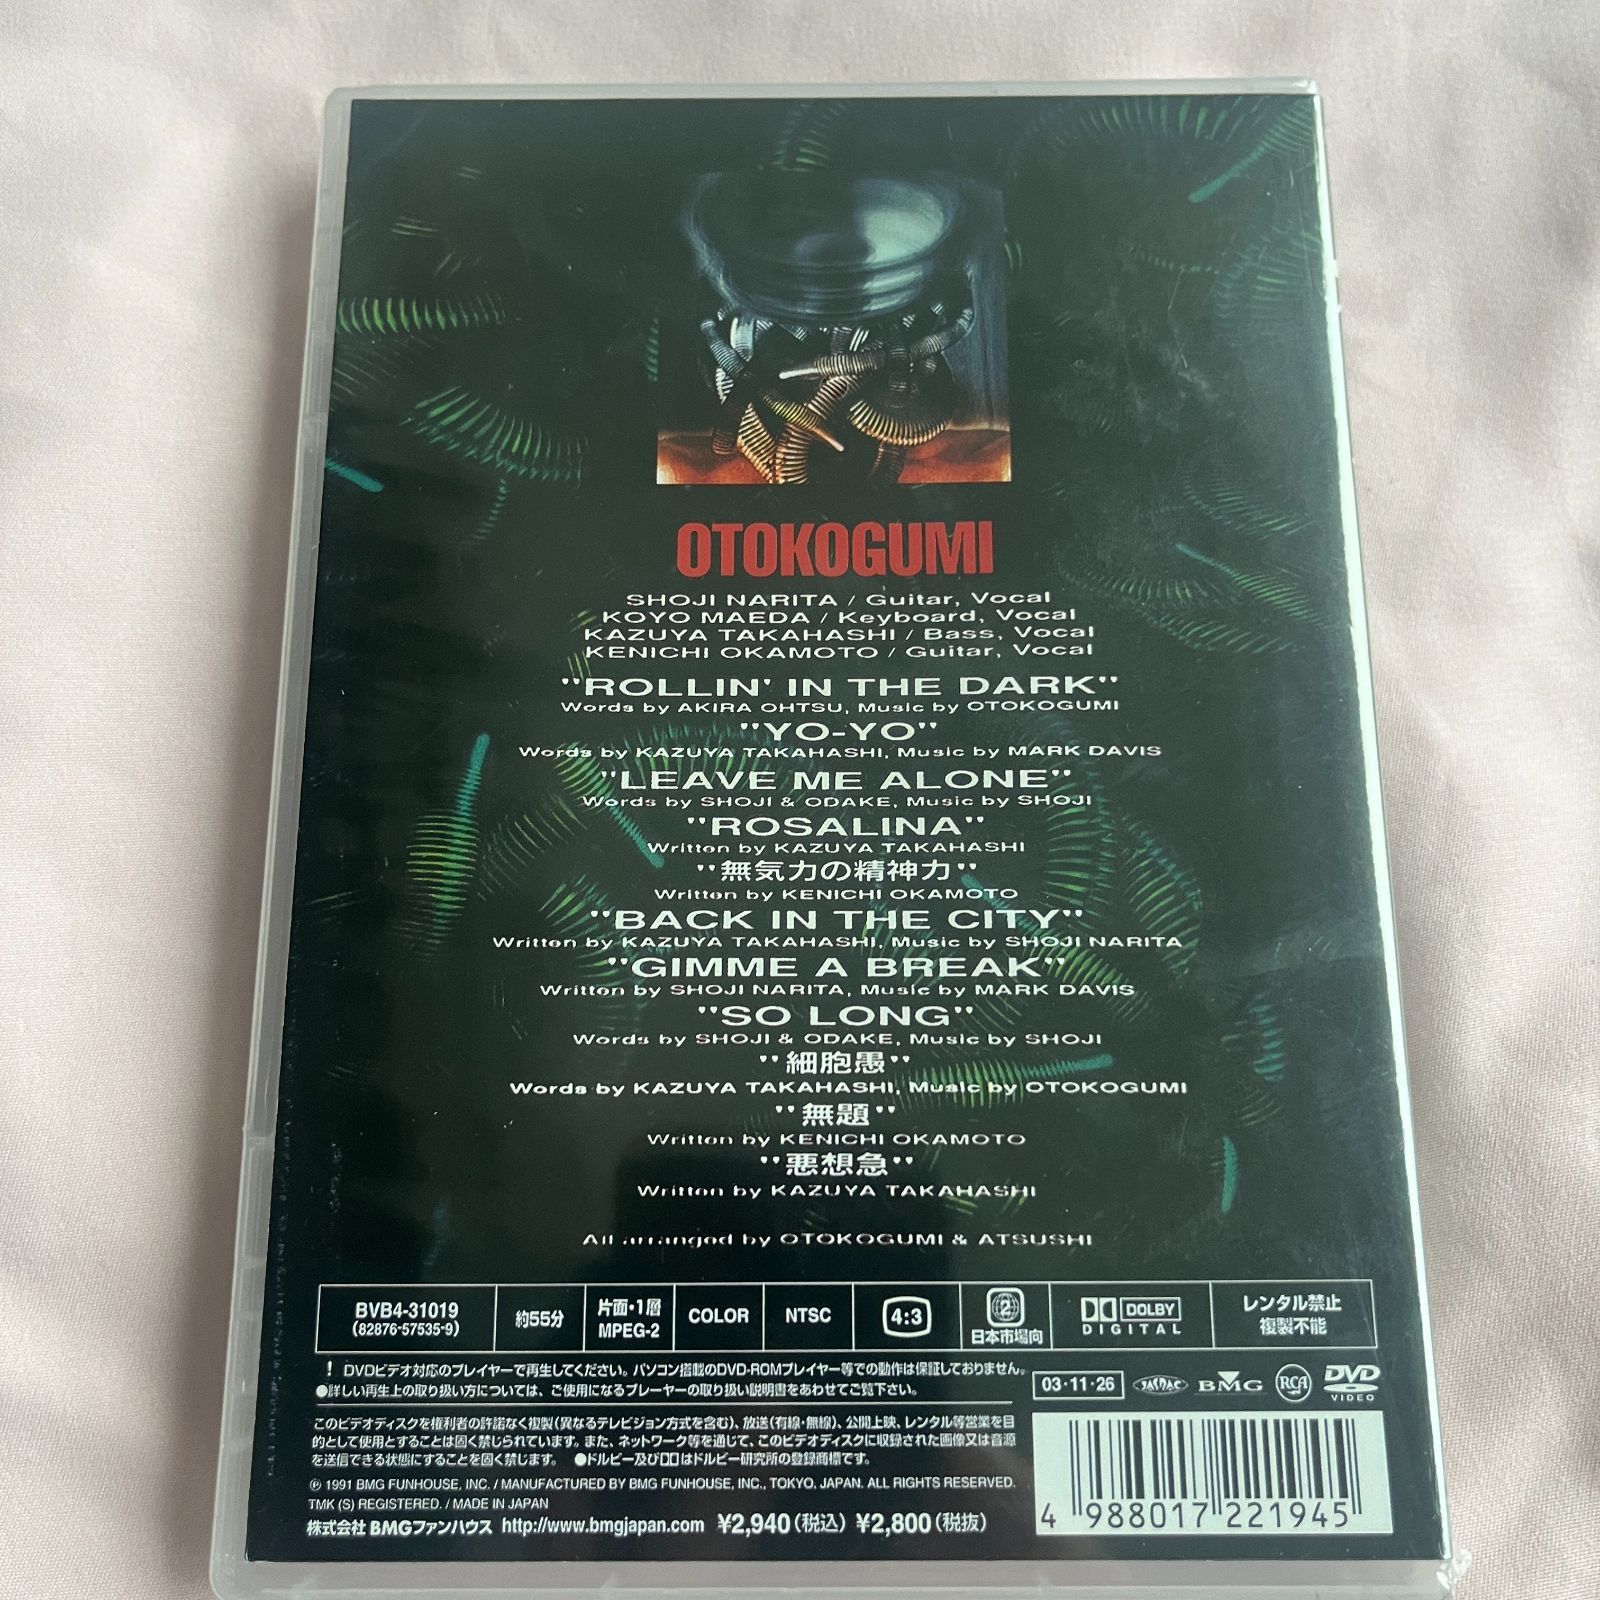 OTOKOGUMI
SHOJI NARITA / Guitar, Vocal
KOYO MAEDA / Keyboard, Vocal
KAZUYA TAKAHASHI / Bass, Vocal
KENICHI OKAMOTO / Guitar, Vocal
"ROLLIN' IN THE DARK"
Words by AKIRA OHTSU, Music by OTOKOGUMI
"YO-YO"
Words by KAZUYA TAKAHASHI, Music by MARK DAVIS
"LEAVE ME ALONE"
Words by SHOJI & ODAKE, Music by SHOJI
"ROSALINA"
Written by KAZUYA TAKAHASHI
"無気力の精神力"
Written by KENICHI OKAMOTO
"BACK IN THE CITY"
Written by KAZUYA TAKAHASHI, Music by SHOJI NARITA
"GIMME A BREAK"
Written by SHOJI NARITA, Music by MARK DAVIS
"SO LONG"
Words by SHOJI & ODAKE, Music by SHOJI
"細胞愚"
Words by KAZUYA TAKAHASHI, Music by OTOKOGUMI
"無題"
Written by KENICHI OKAMOTO
"悪想急"
Written by KAZUYA TAKAHASHI
All arranged by OTOKOGUMI & ATSUSHI
BVB4-31019
(82876-57535-9)
約55分
片面・1層
MPEG-2
COLOR
NTSC
4:3
2
日本市場向
DOLBY
DIGITAL
レンタル禁止
複製不能
! DVDビデオ対応のプレイヤーで再生してください。パソコン搭載のDVD-ROMプレイヤー等での動作は保証しておりません。
●詳しい再生上の取り扱い方については、ご使用になるプレーヤーの取り扱い説明書をあわせてご覧下さい。
03・11・26
JASRAC
BMG
RCA
DVD
VIDEO
このビデオディスクを権利者の許諾なく複製(異なるテレビジョン方式を含む)、放送(有線・無線)、公開上映、レンタル等営業を目
的として使用とすることは固く禁じられています。また、ネットワーク等を通じて、このビデオディスクに収録された画像又は音源
を送信できる状態にすることを固く禁じます。 ●ドルビー及びDDはドルビー研究所の登録商標です。
Ⓟ 1991 BMG FUNHOUSE, INC. / MANUFACTURED BY BMG FUNHOUSE, INC., TOKYO, JAPAN. ALL RIGHTS RESERVED.
TMK (S) REGISTERED. / MADE IN JAPAN
株式会社BMGファンハウス http://www.bmgjapan.com ¥2,940(税込) ¥2,800(税抜)
4 988017 221945